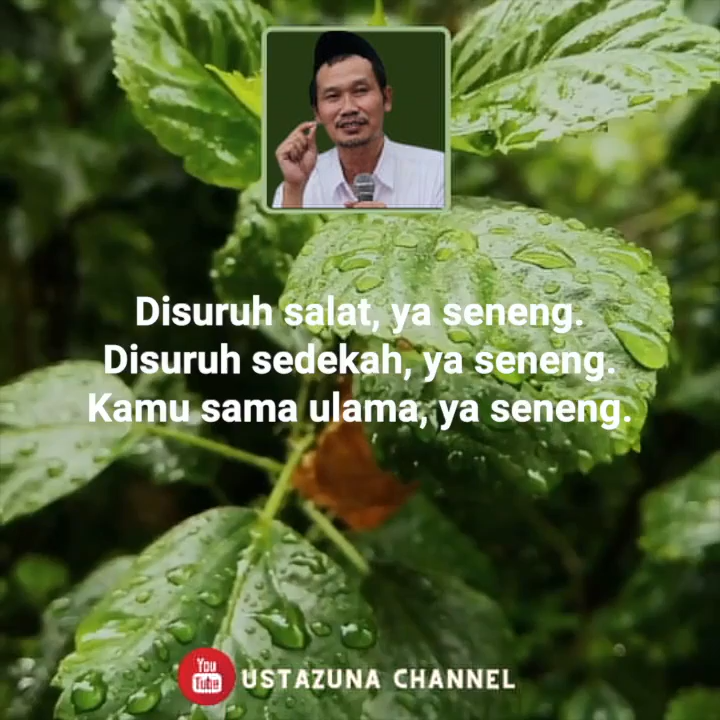 Disuruh salat, ya seneng.
Disuruh sedekah, ya seneng.
Kamu sama ulama, ya seneng.
You
Tube
USTAZUNA CHANNEL